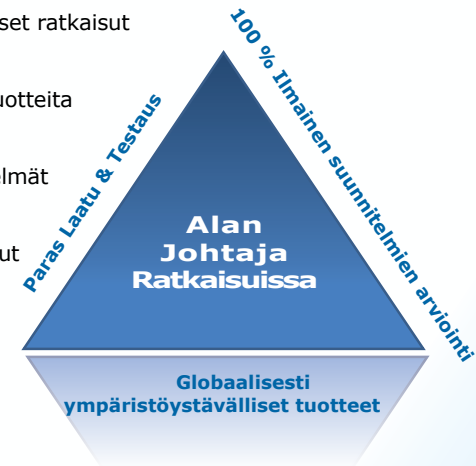 set ratkaisut
uotteita
elmät
ut
Paras Laatu & Testaus
100 % Ilmainen suunnitelmien arviointi
Alan
Johtaja
Ratkaisuissa
Globaalisesti
ympäristöystävälliset tuotteet